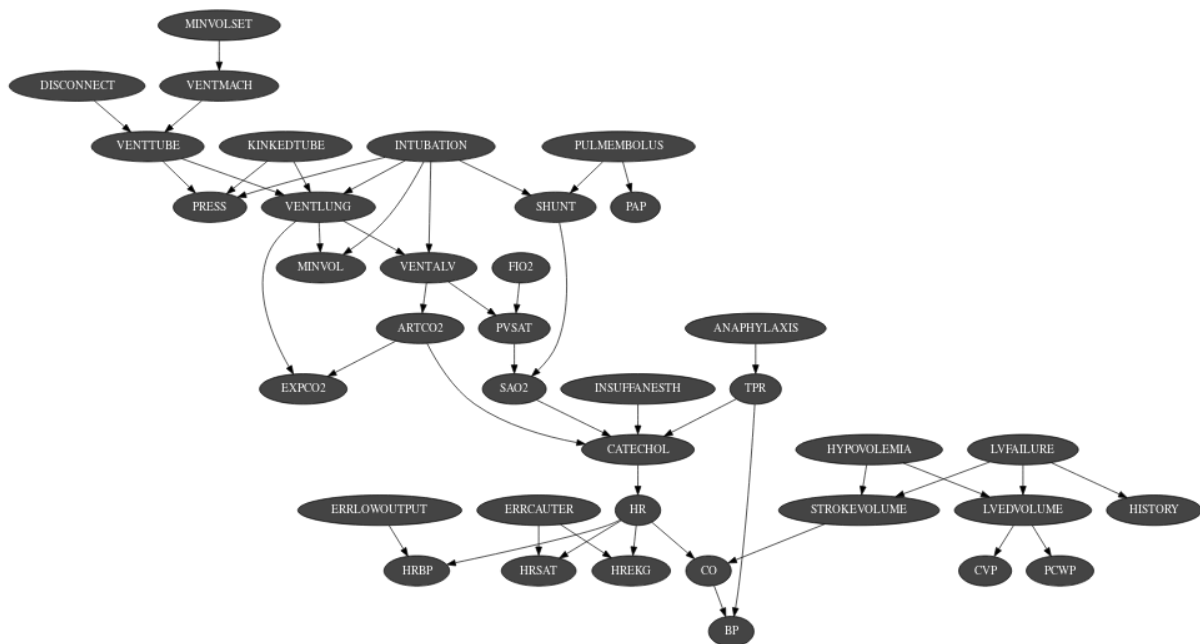 MINVOLSET
DISCONNECT
VENTMACH
VENTTUBE
KINKEDTUBE
INTUBATION
PULMEMBOLUS
PRESS
VENTLUNG
SHUNT
PAP
MINVOL
VENTALV
FIO2
ARTCO2
PVSAT
ANAPHYLAXIS
EXPCO2
SAO2
INSUFFANESTH
TPR
CATECHOL
HYPOVOLEMIA
LVFAILURE
ERRLOWOUTPUT
ERRCAUTER
HR
STROKEVOLUME
LVEDVOLUME
HISTORY
HRBP
HRSAT
HREKG
CO
CVP
PCWP
BP